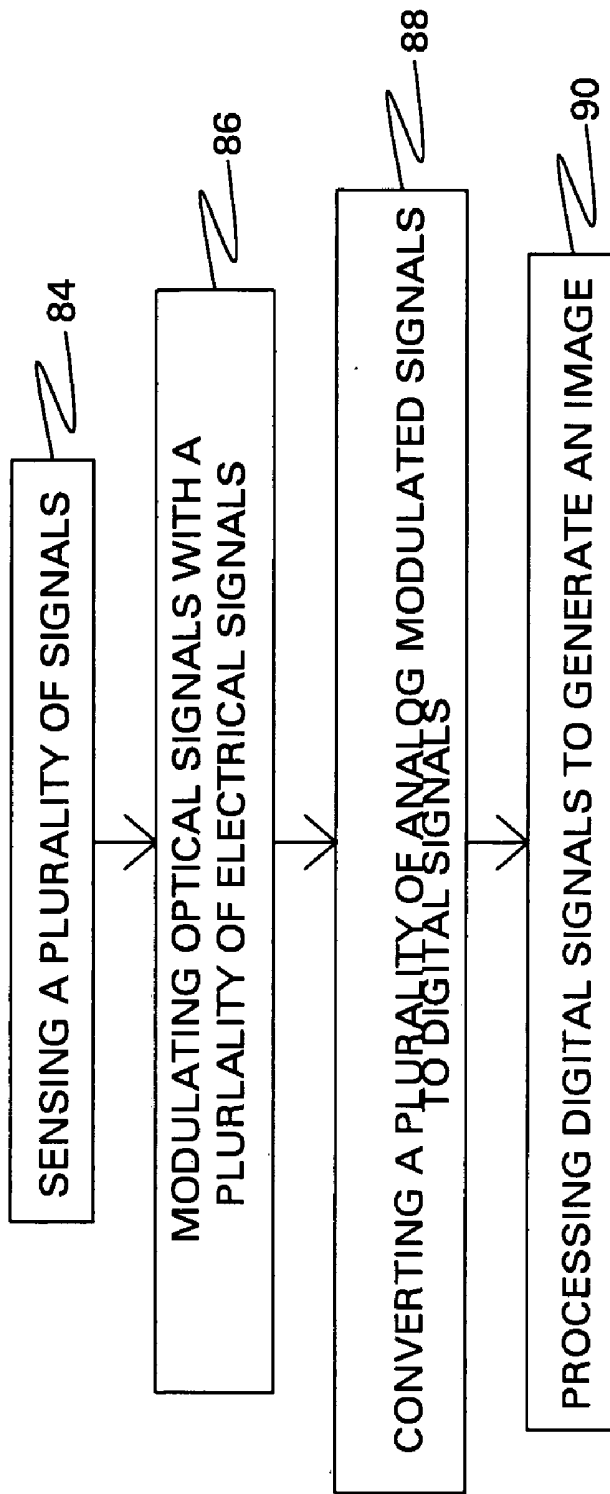 SENSING A PLURALITY OF SIGNALS
84
MODULATING OPTICAL SIGNALS WITH A
PLURLALITY OF ELECTRICAL SIGNALS
86
CONVERTING A PLURALITY OF ANALOG MODULATED SIGNALS
TO DIGITAL SIGNALS
88
PROCESSING DIGITAL SIGNALS TO GENERATE AN IMAGE
90